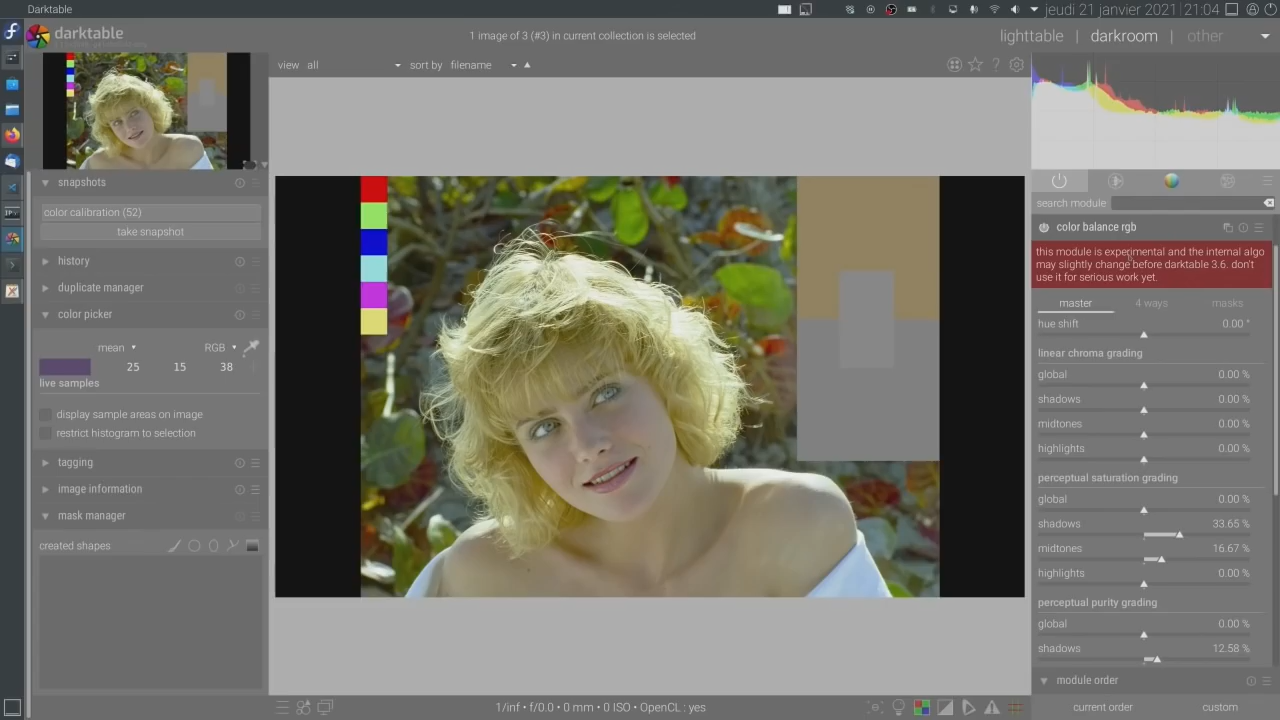 Darktable
jeudi 21 janvier 2021 | 21:04
darktable
1 image of 3 (#3) in current collection is selected
lighttable | darkroom | other
view all
sort by filename
snapshots
color calibration (52)
take snapshot
history
duplicate manager
color picker
mean
RGB
25 15 38
live samples
display sample areas on image
restrict histogram to selection
tagging
image information
mask manager
created shapes
1/inf • f/0.0 • 0 mm • 0 ISO • OpenCL : yes
search module
color balance rgb
this module is experimental and the internal algo
may slightly change before darktable 3.6. don't
use it for serious work yet.
master 4 ways masks
hue shift 0.00 °
linear chroma grading
global 0.00 %
shadows 0.00 %
midtones 0.00 %
highlights 0.00 %
perceptual saturation grading
global 0.00 %
shadows 33.65 %
midtones 16.67 %
highlights 0.00 %
perceptual purity grading
global 0.00 %
shadows 12.58 %
module order
current order custom